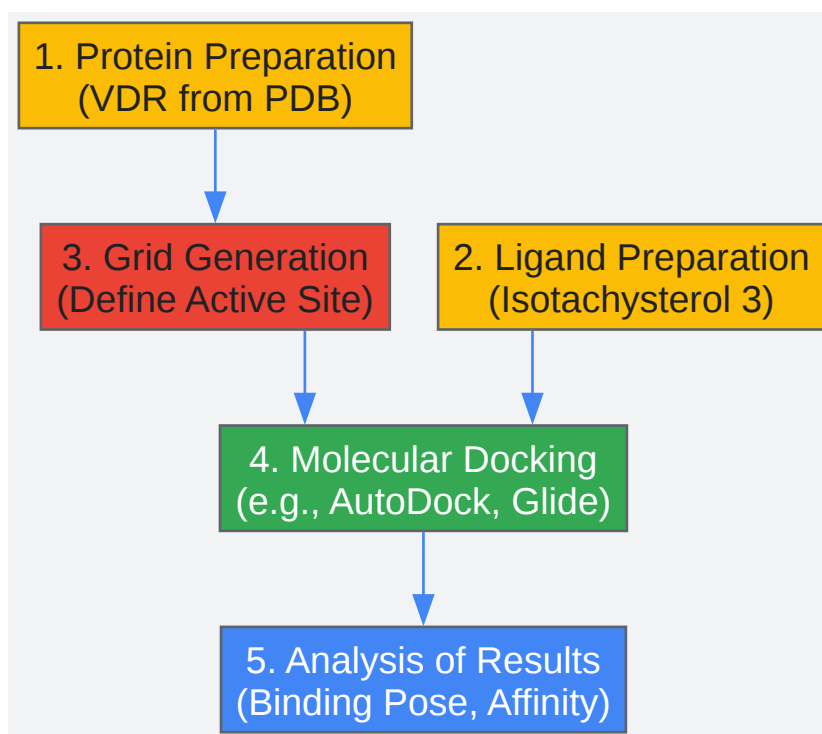 1. Protein Preparation
(VDR from PDB)
3. Grid Generation
(Define Active Site)
2. Ligand Preparation
(Isotachysterol 3)
4. Molecular Docking
(e.g., AutoDock, Glide)
5. Analysis of Results
(Binding Pose, Affinity)